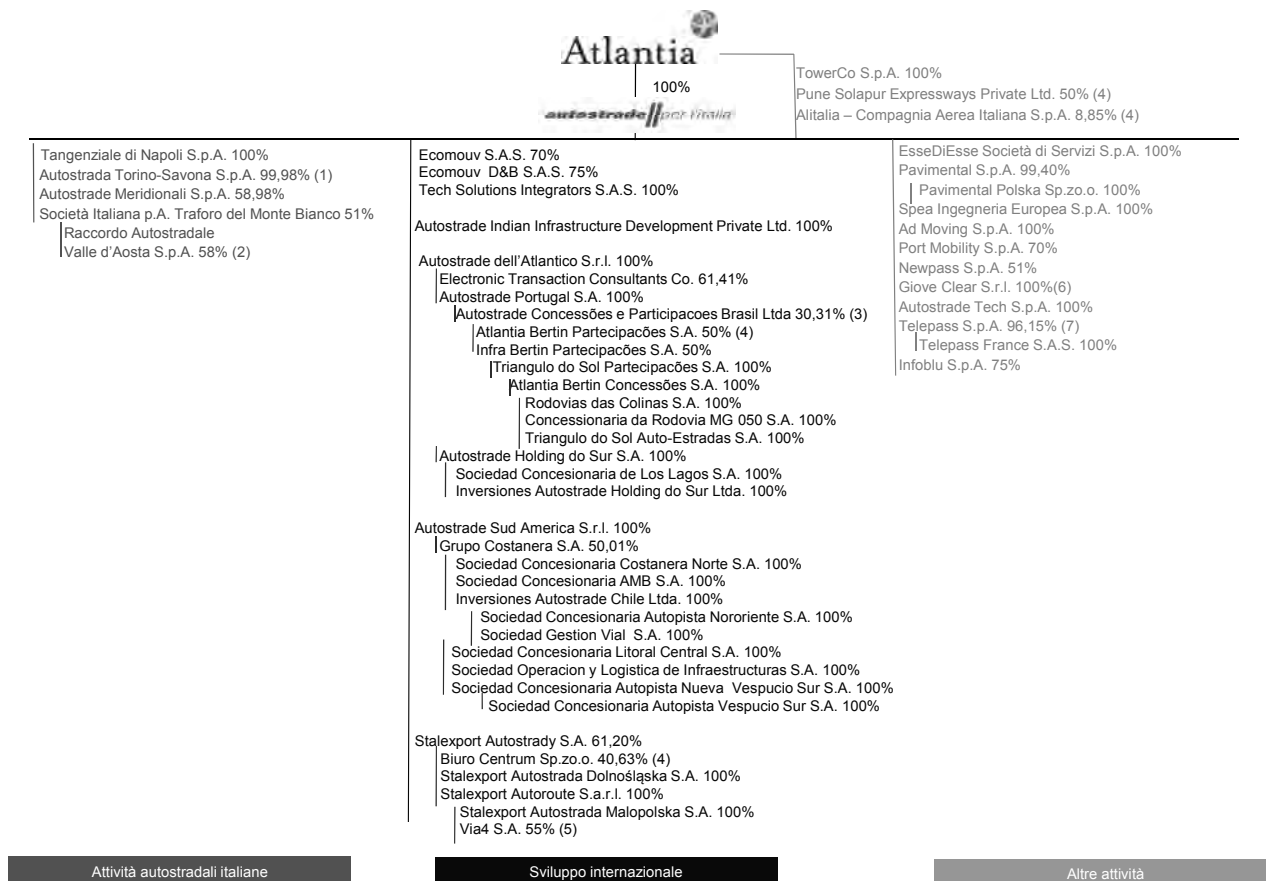 Atlantia
100%
autostrade//per l'italia
TowerCo S.p.A. 100%
Pune Solapur Expressways Private Ltd. 50% (4)
Alitalia – Compagnia Aerea Italiana S.p.A. 8,85% (4)
Tangenziale di Napoli S.p.A. 100%
Autostrada Torino-Savona S.p.A. 99,98% (1)
Autostrade Meridionali S.p.A. 58,98%
Società Italiana p.A. Traforo del Monte Bianco 51%
Raccordo Autostradale
Valle d'Aosta S.p.A. 58% (2)
Ecomouv S.A.S. 70%
Ecomouv D&B S.A.S. 75%
Tech Solutions Integrators S.A.S. 100%
Autostrade Indian Infrastructure Development Private Ltd. 100%
Autostrade dell'Atlantico S.r.l. 100%
Electronic Transaction Consultants Co. 61,41%
Autostrade Portugal S.A. 100%
Autostrade Concessões e Participacoes Brasil Ltda 30,31% (3)
Atlantia Bertin Partecipacões S.A. 50% (4)
Infra Bertin Partecipacões S.A. 50%
Triangulo do Sol Partecipacões S.A. 100%
Atlantia Bertin Concessões S.A. 100%
Rodovias das Colinas S.A. 100%
Concessionaria da Rodovia MG 050 S.A. 100%
Triangulo do Sol Auto-Estradas S.A. 100%
Autostrade Holding do Sur S.A. 100%
Sociedad Concesionaria de Los Lagos S.A. 100%
Inversiones Autostrade Holding do Sur Ltda. 100%
Autostrade Sud America S.r.l. 100%
Grupo Costanera S.A. 50,01%
Sociedad Concesionaria Costanera Norte S.A. 100%
Sociedad Concesionaria AMB S.A. 100%
Inversiones Autostrade Chile Ltda. 100%
Sociedad Concesionaria Autopista Nororiente S.A. 100%
Sociedad Gestion Vial S.A. 100%
Sociedad Concesionaria Litoral Central S.A. 100%
Sociedad Operacion y Logistica de Infraestructuras S.A. 100%
Sociedad Concesionaria Autopista Nueva Vespucio Sur S.A. 100%
Sociedad Concesionaria Autopista Vespucio Sur S.A. 100%
Stalexport Autostrady S.A. 61,20%
Biuro Centrum Sp.zo.o. 40,63% (4)
Stalexport Autostrada Dolnośląska S.A. 100%
Stalexport Autoroute S.a.r.l. 100%
Stalexport Autostrada Malopolska S.A. 100%
Via4 S.A. 55% (5)
EsseDiEsse Società di Servizi S.p.A. 100%
Pavimental S.p.A. 99,40%
Pavimental Polska Sp.zo.o. 100%
Spea Ingegneria Europea S.p.A. 100%
Ad Moving S.p.A. 100%
Port Mobility S.p.A. 70%
Newpass S.p.A. 51%
Giove Clear S.r.l. 100%(6)
Autostrade Tech S.p.A. 100%
Telepass S.p.A. 96,15% (7)
Telepass France S.A.S. 100%
Infoblu S.p.A. 75%
Attività autostradali italiane
Sviluppo internazionale
Altre attività